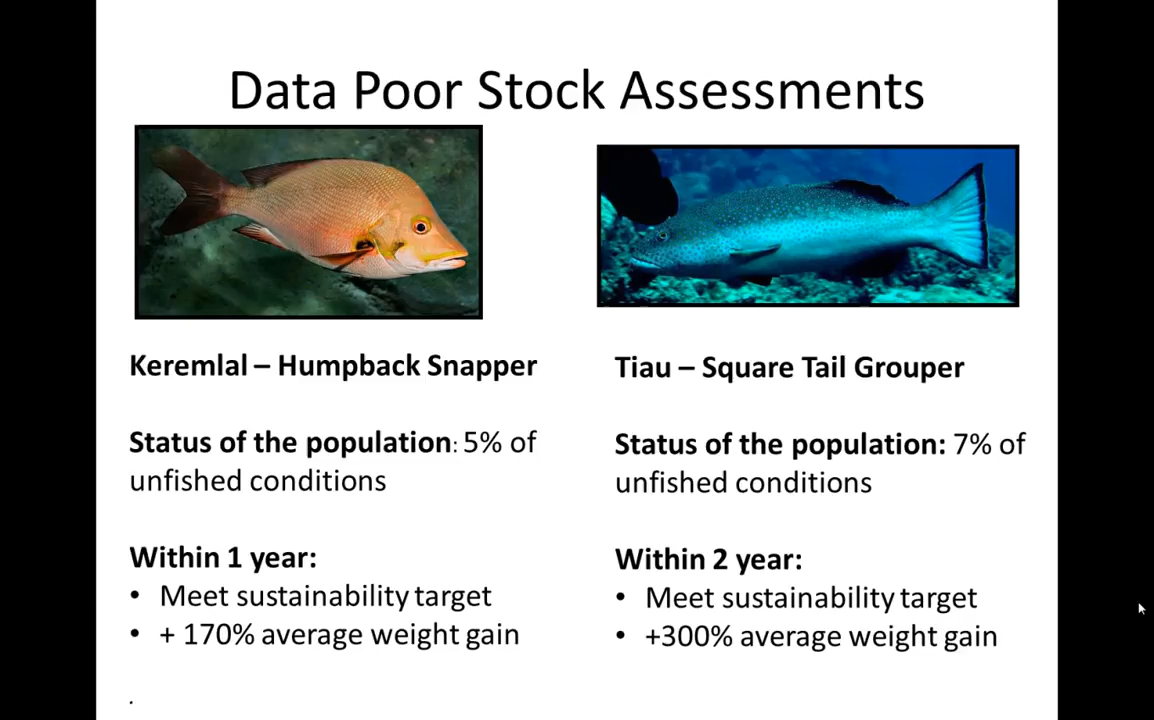 Data Poor Stock Assessments
Keremlal – Humpback Snapper
Status of the population: 5% of
unfished conditions
Within 1 year:
• Meet sustainability target
• + 170% average weight gain
.
Tiau – Square Tail Grouper
Status of the population: 7% of
unfished conditions
Within 2 year:
• Meet sustainability target
• +300% average weight gain